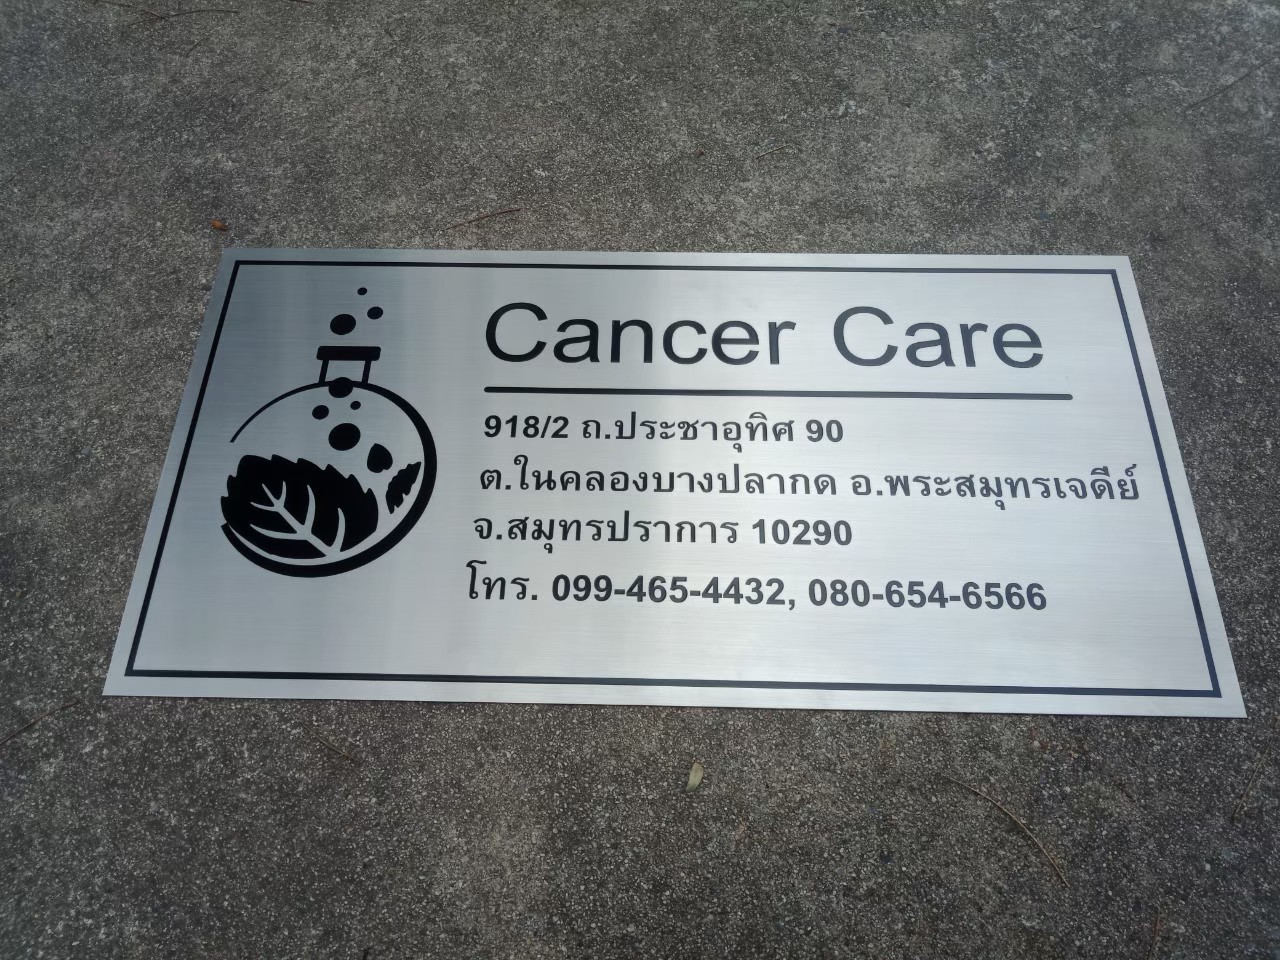 Cancer Care
918/2 ถ.ประชาอุทิศ 90
ต.ในคลองบางปลากด อ.พระสมุทรเจดีย์
จ.สมุทรปราการ 10290
โทร. 099-465-4432, 080-654-6566